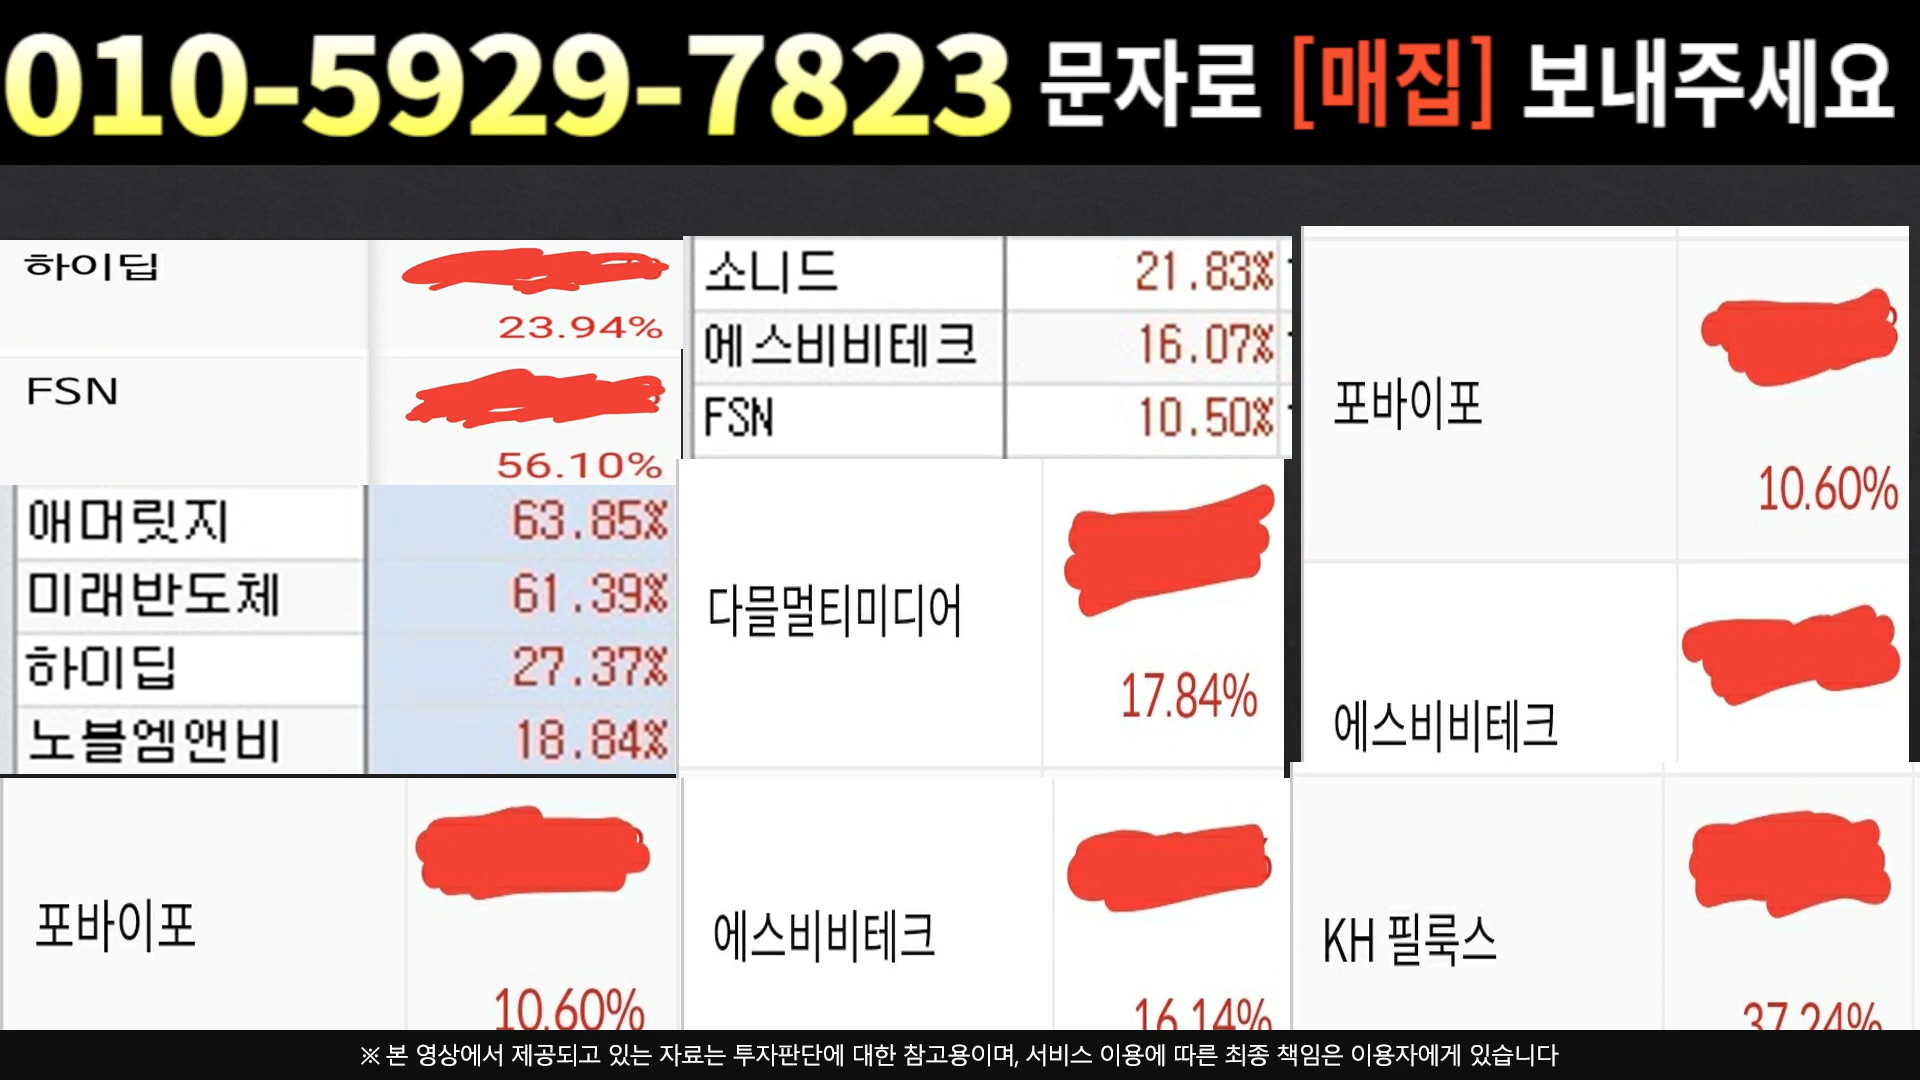 010-5929-7823 문자로 [매집] 보내주세요
하이딥
23.94%
FSN
56.10%
애머릿지 63.85%
미래반도체 61.39%
하이딥 27.37%
노블엠앤비 18.84%
소니드 21.83%
에스비비테크 16.07%
FSN 10.50%
다믈멀티미디어
17.84%
포바이포
10.60%
에스비비테크
포바이포
10.60%
에스비비테크
16.14%
KH 필룩스
37.24%
※ 본 영상에서 제공되고 있는 자료는 투자판단에 대한 참고용이며, 서비스 이용에 따른 최종 책임은 이용자에게 있습니다